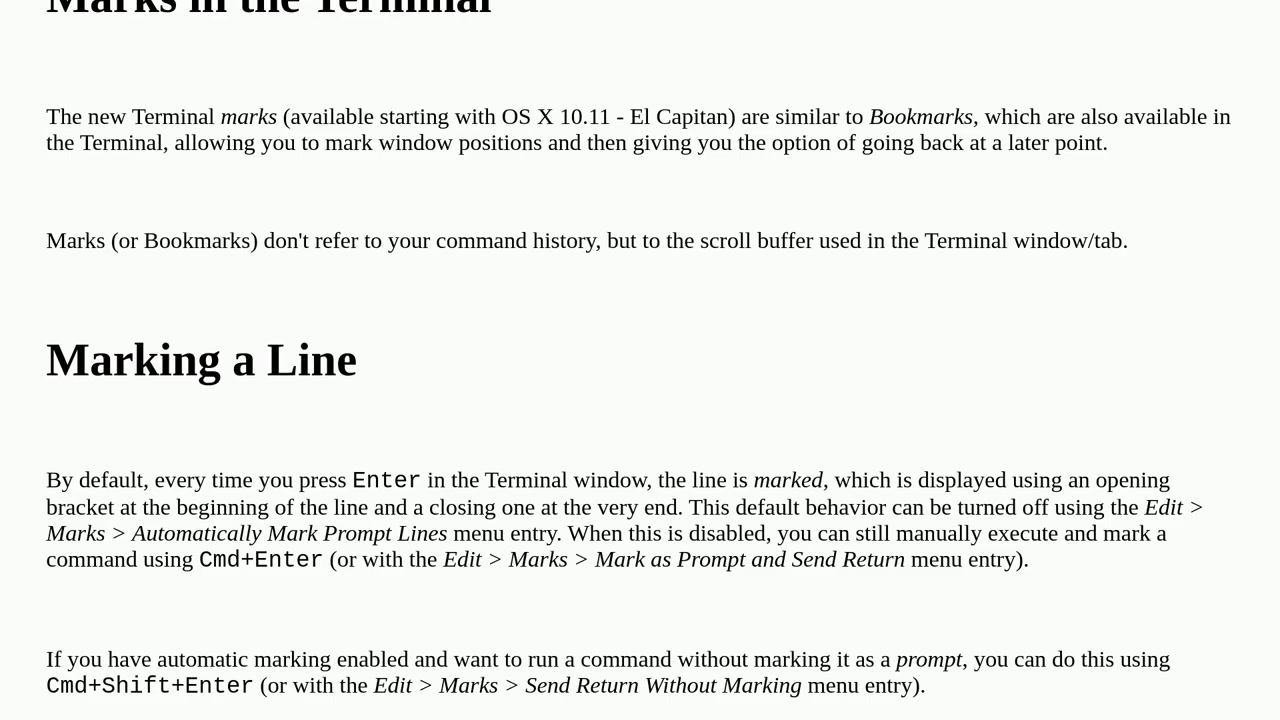 Marks in the Terminal
The new Terminal marks (available starting with OS X 10.11 - El Capitan) are similar to Bookmarks, which are also available in
the Terminal, allowing you to mark window positions and then giving you the option of going back at a later point.
Marks (or Bookmarks) don't refer to your command history, but to the scroll buffer used in the Terminal window/tab.
Marking a Line
By default, every time you press Enter in the Terminal window, the line is marked, which is displayed using an opening
bracket at the beginning of the line and a closing one at the very end. This default behavior can be turned off using the Edit >
Marks > Automatically Mark Prompt Lines menu entry. When this is disabled, you can still manually execute and mark a
command using Cmd+Enter (or with the Edit > Marks > Mark as Prompt and Send Return menu entry).
If you have automatic marking enabled and want to run a command without marking it as a prompt, you can do this using
Cmd+Shift+Enter (or with the Edit > Marks > Send Return Without Marking menu entry).